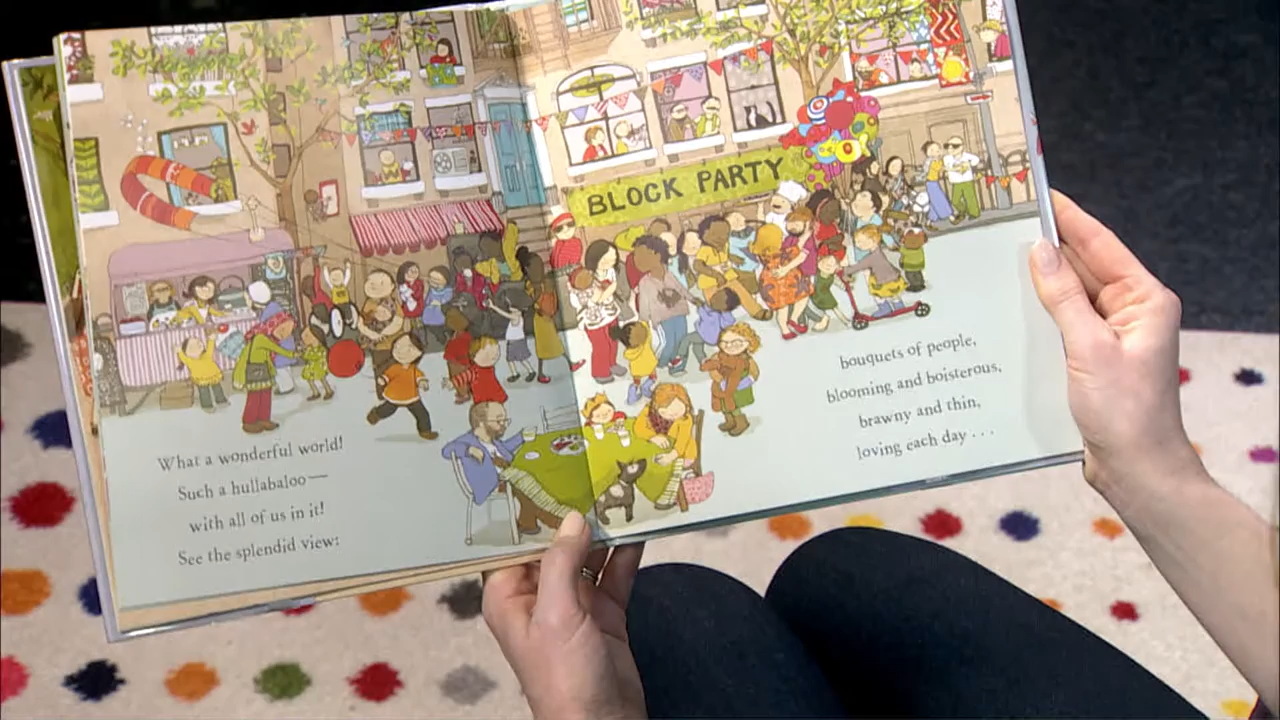 BLOCK PARTY
What a wonderful world!
Such a hullabaloo—
with all of us in it!
See the splendid view:
bouquets of people,
blooming and boisterous,
brawny and thin,
loving each day . . .